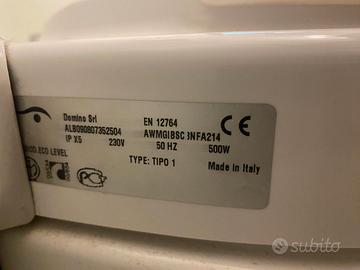 Domino Srl EN 12764
ALB090807352504 AWMGIBSC 3NFA214 CE
IP X5 230V 50 HZ 500W
MOD.ECO LEVEL
TYPE: TIPO 1 Made in Italy
subito